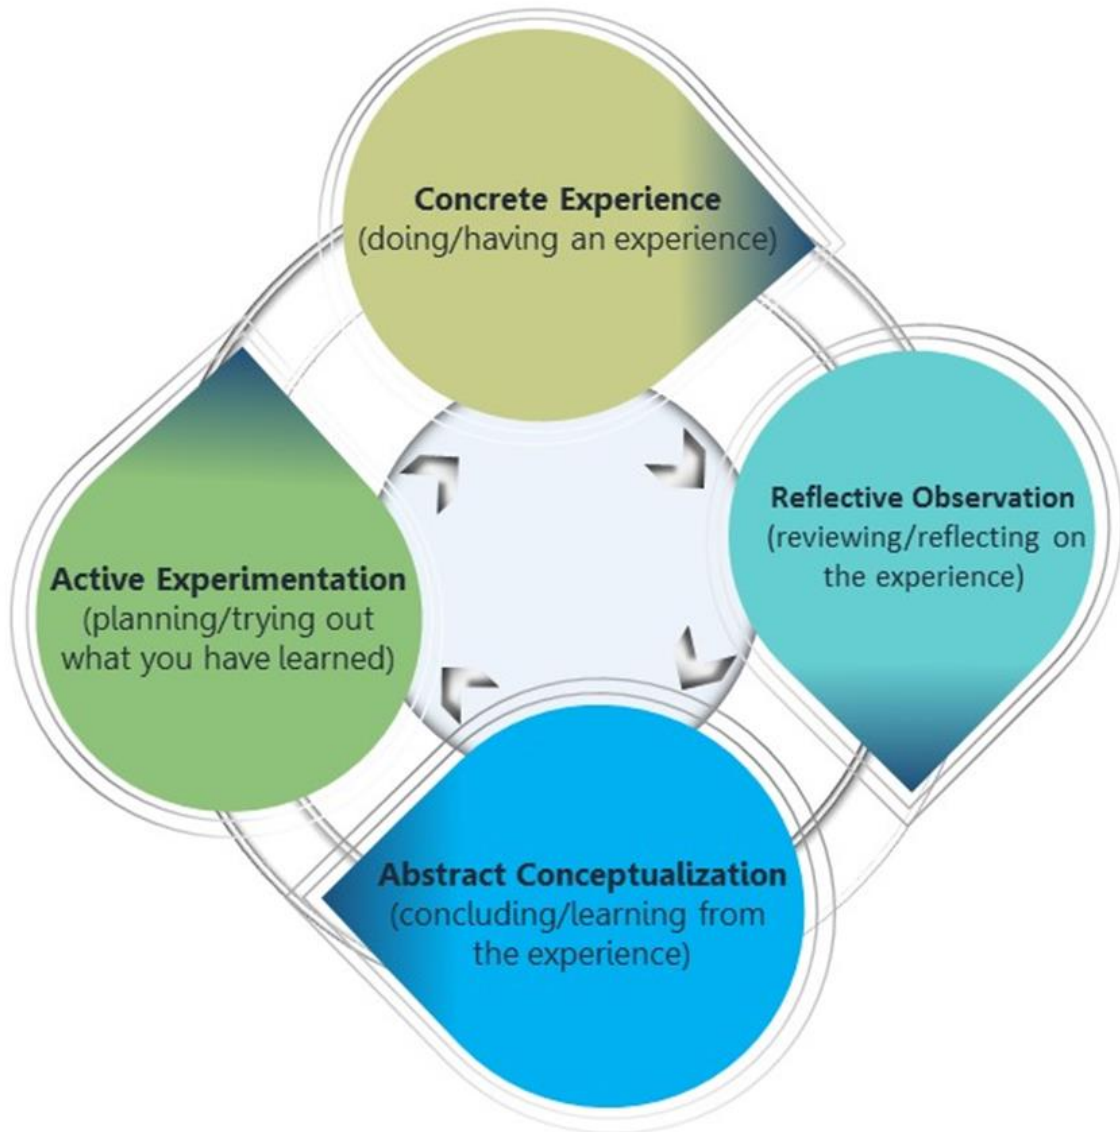 Concrete Experience
(doing/having an experience)
Reflective Observation
(reviewing/reflecting on
the experience)
Active Experimentation
(planning/trying out
what you have learned)
Abstract Conceptualization
(concluding/learning from
the experience)